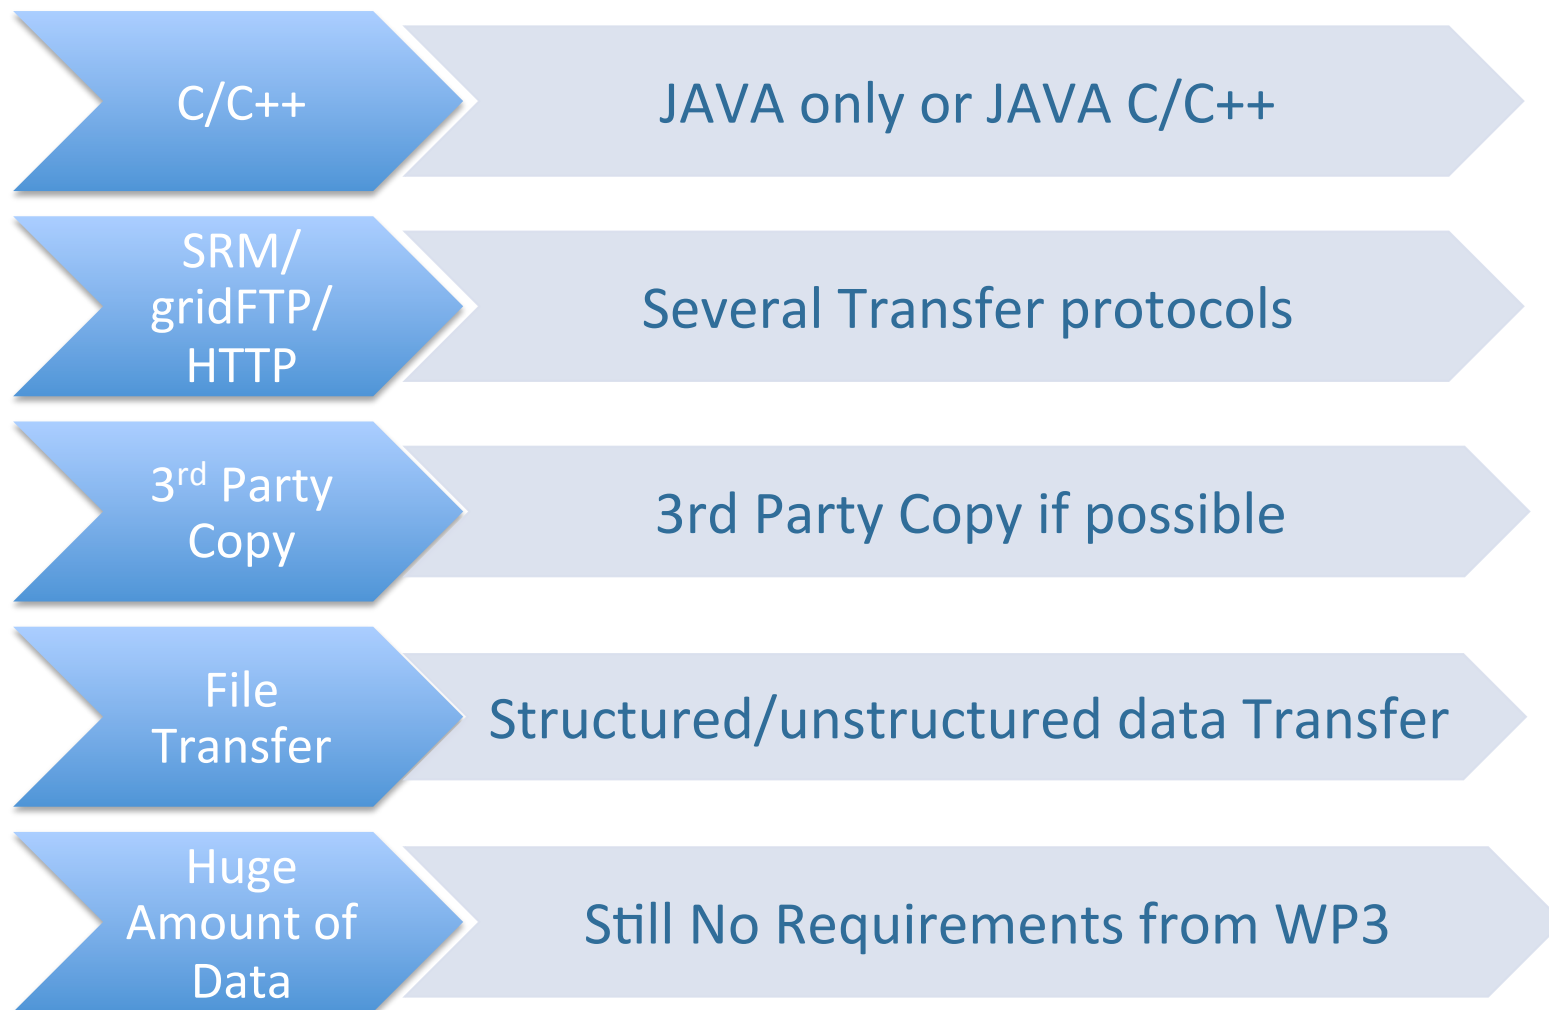 C/C++
JAVA only or JAVA C/C++
SRM/
gridFTP/
HTTP
Several Transfer protocols
3rd Party
Copy
3rd Party Copy if possible
File
Transfer
Structured/unstructured data Transfer
Huge
Amount of
Data
Still No Requirements from WP3